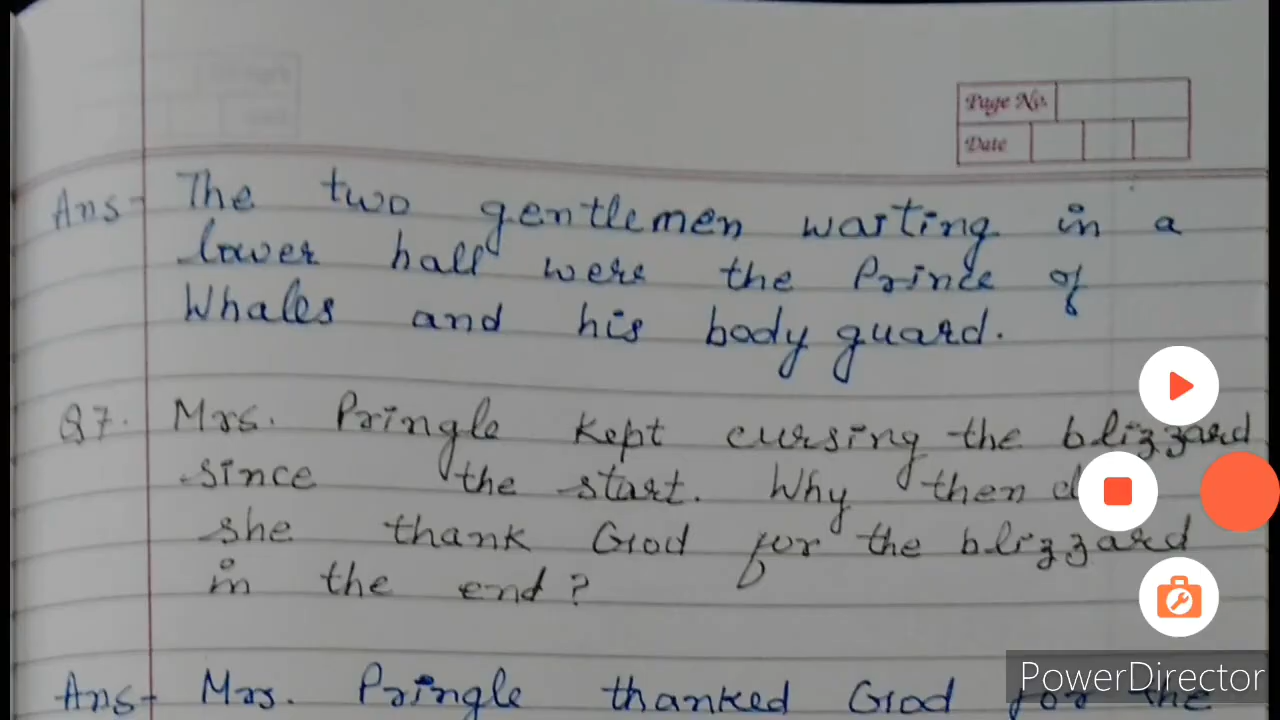 Page No.
Date
Ans- The two gentlemen waiting in a
lower hall were the Prince of
Whales and his body guard.
Q7. Mrs. Pringle kept cursing the blizzard
since the start. Why then
she thank God for the blizzard
in the end?
Ans- Mrs. Pringle thanked God for the
PowerDirector